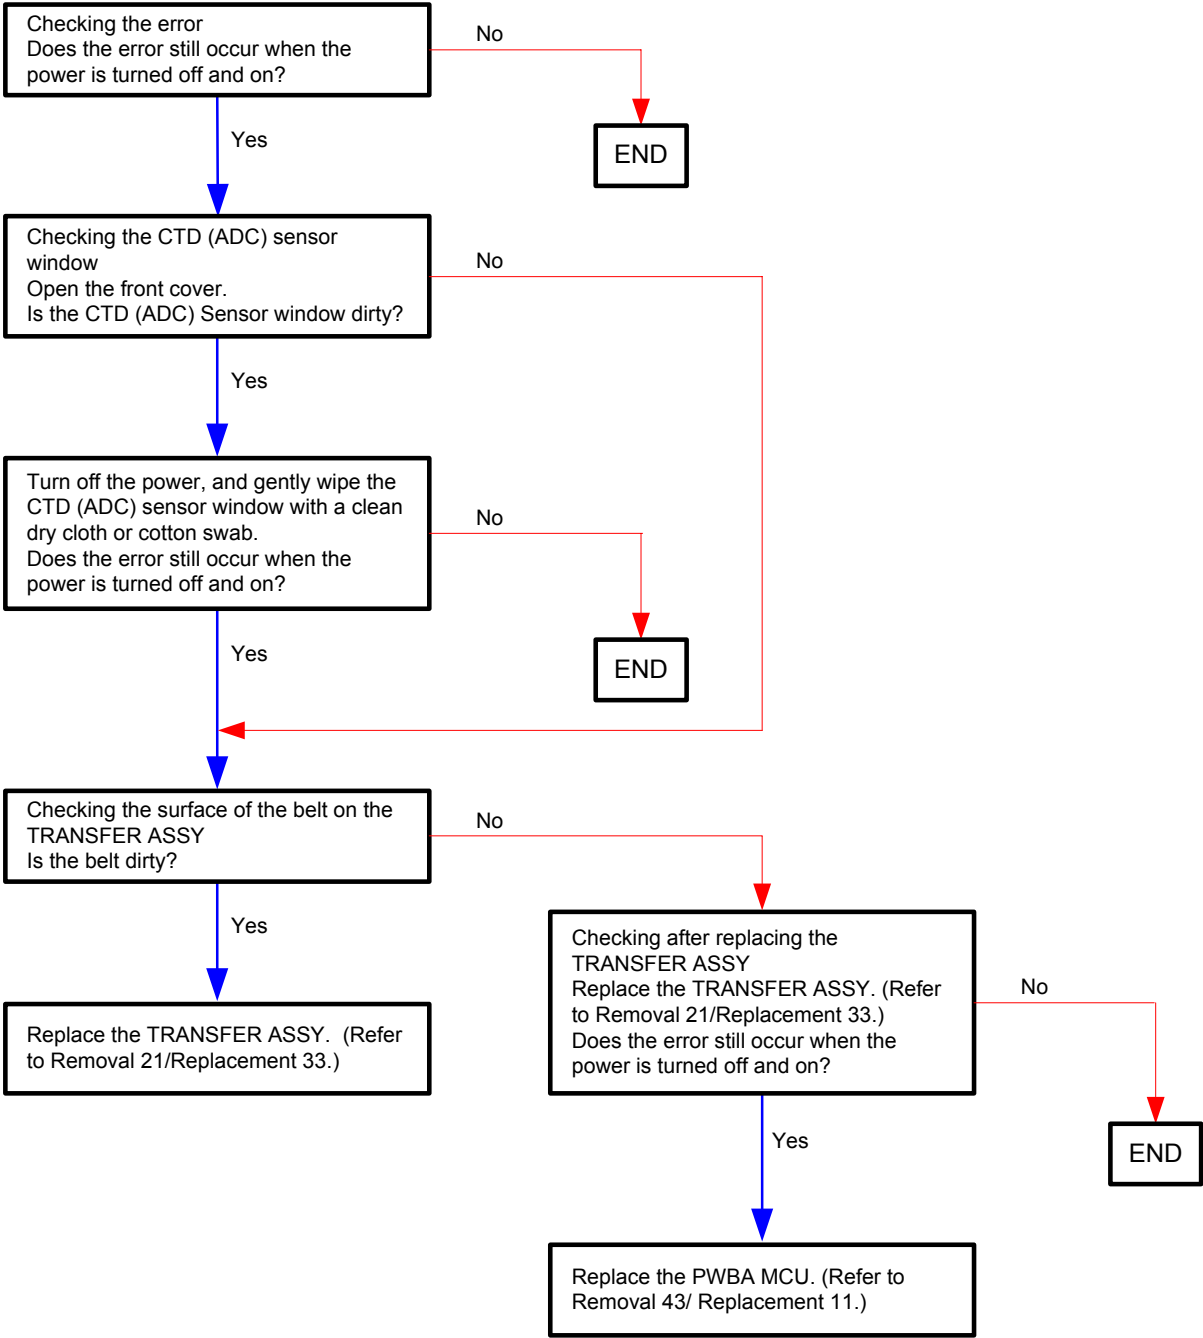 Checking the error
Does the error still occur when the
power is turned off and on?
No
END
Yes
Checking the CTD (ADC) sensor
window
Open the front cover.
Is the CTD (ADC) Sensor window dirty?
No
Yes
Turn off the power, and gently wipe the
CTD (ADC) sensor window with a clean
dry cloth or cotton swab.
Does the error still occur when the
power is turned off and on?
No
END
Yes
Checking the surface of the belt on the
TRANSFER ASSY
Is the belt dirty?
No
Yes
Replace the TRANSFER ASSY.  (Refer
to Removal 21/Replacement 33.)
Checking after replacing the
TRANSFER ASSY
Replace the TRANSFER ASSY. (Refer
to Removal 21/Replacement 33.)
Does the error still occur when the
power is turned off and on?
No
END
Yes
Replace the PWBA MCU. (Refer to
Removal 43/ Replacement 11.)